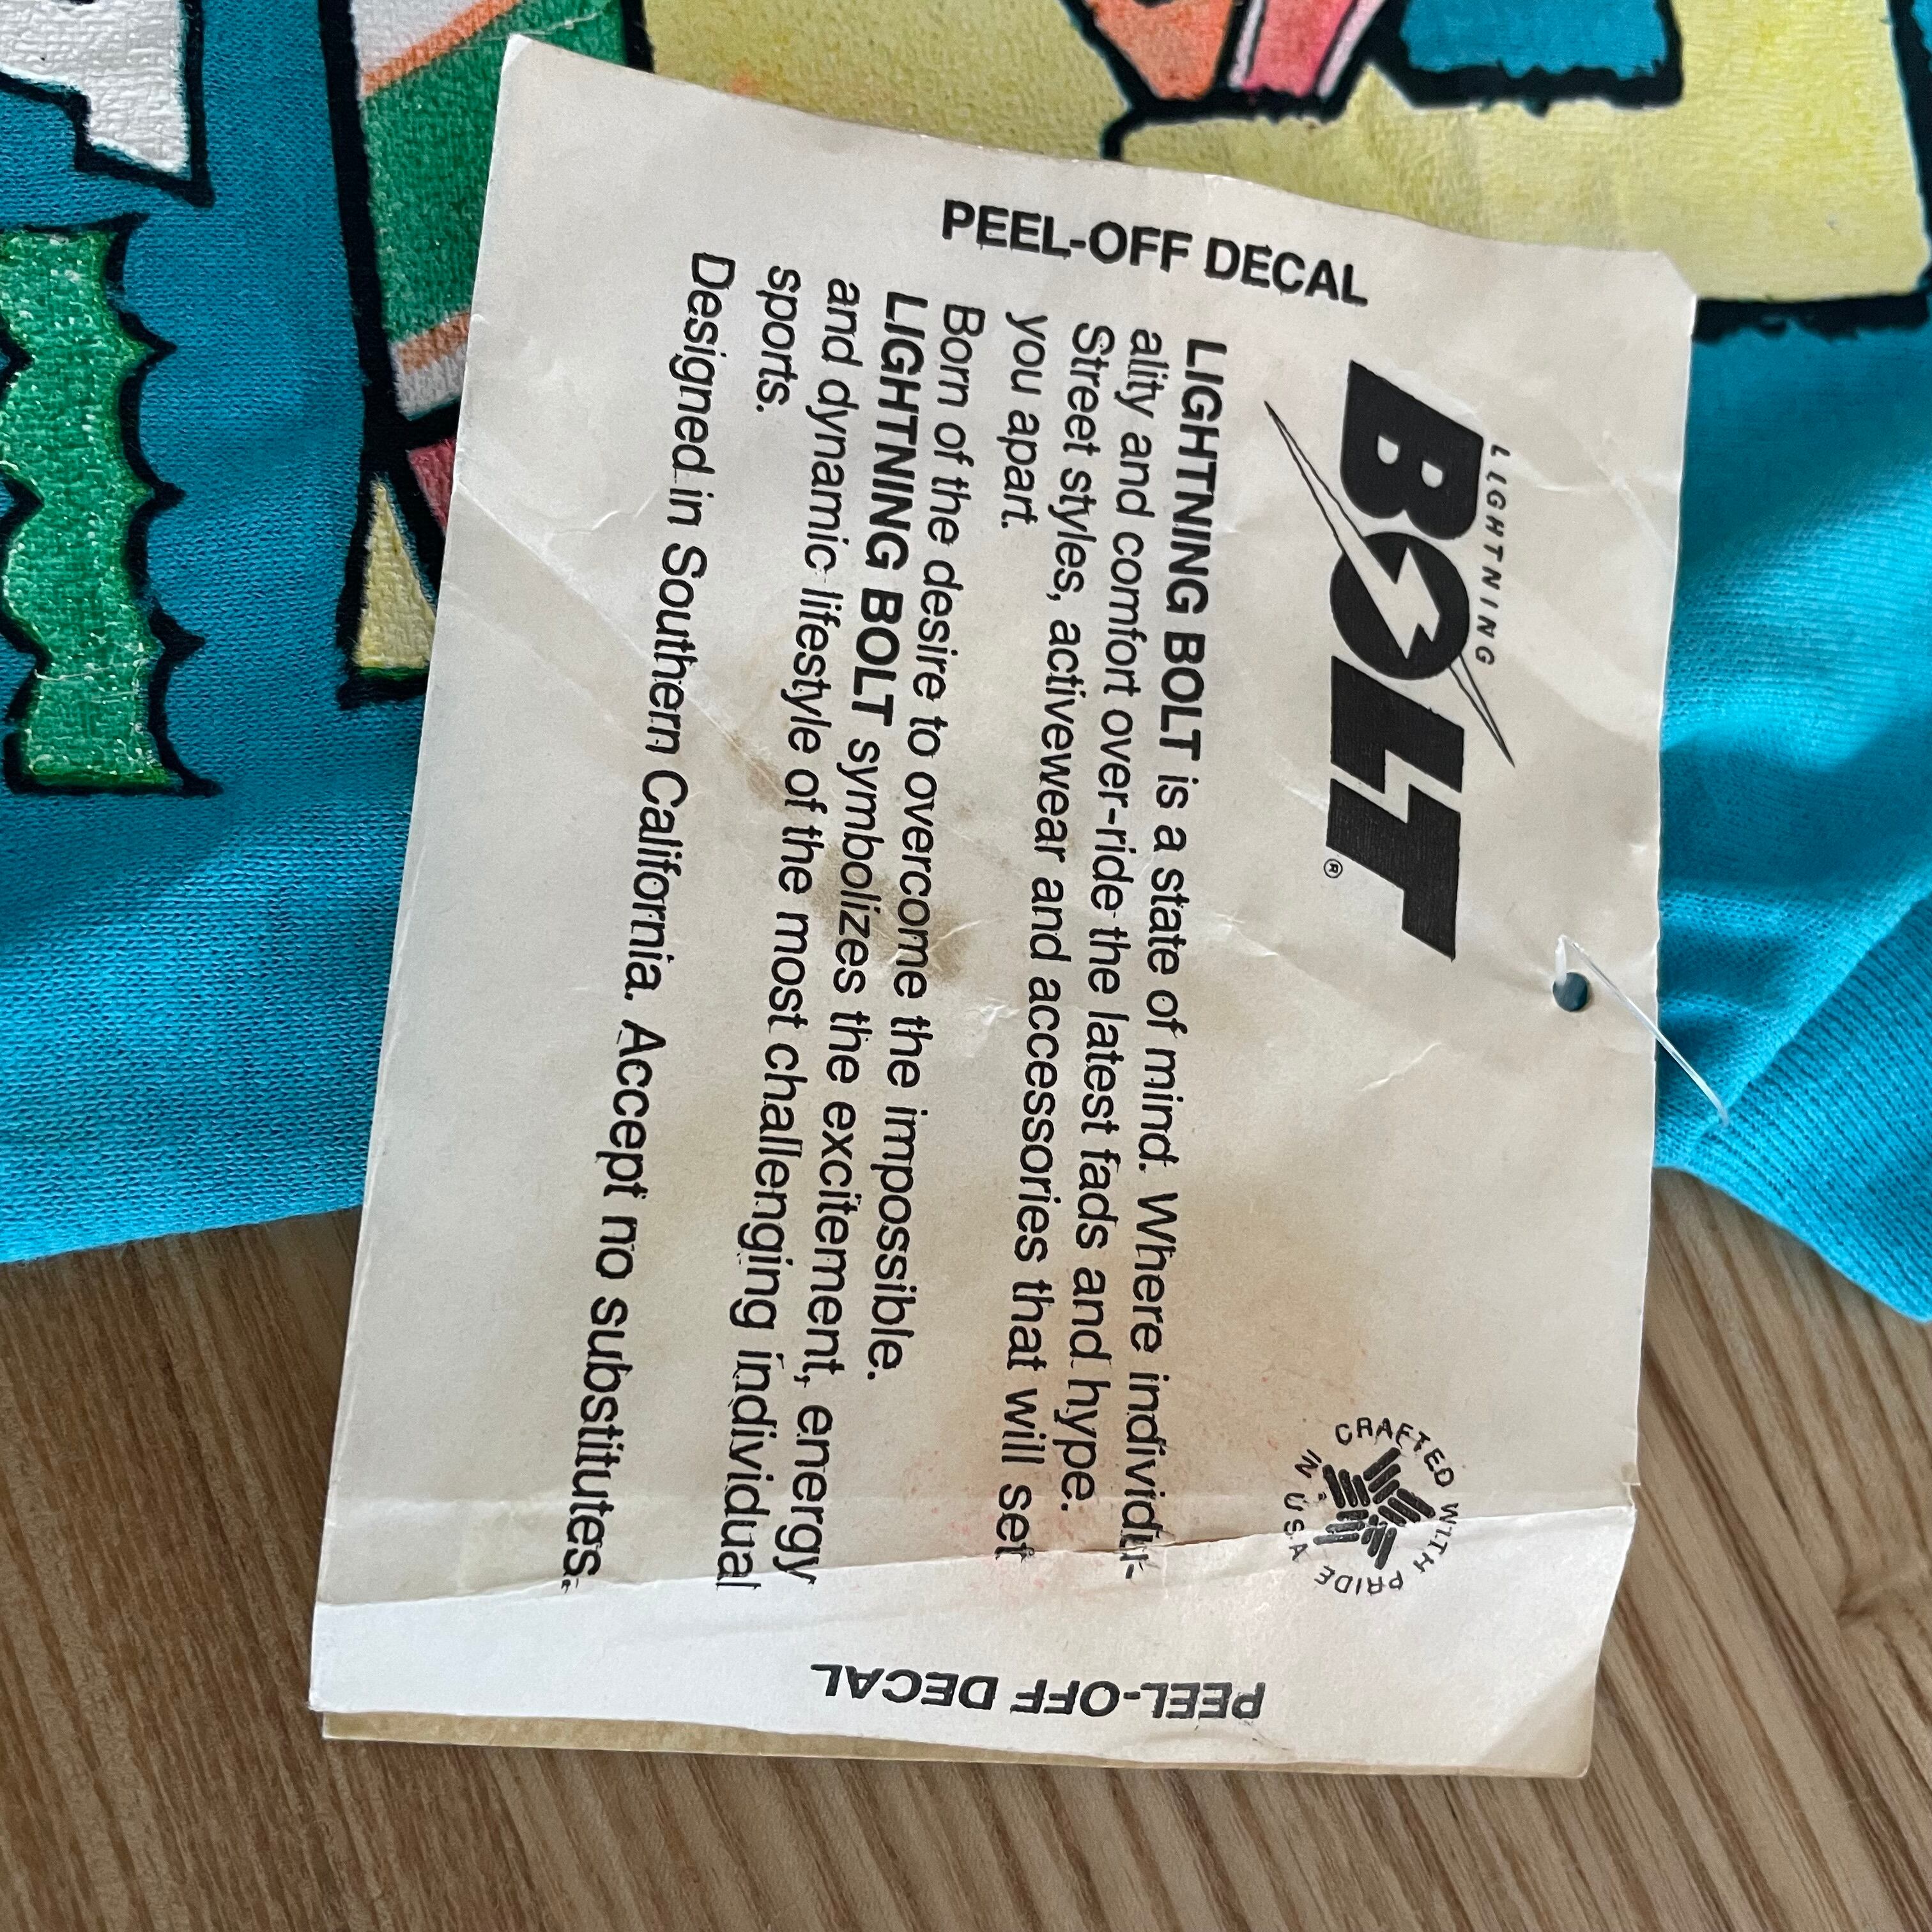 PEEL-OFF DECAL
LIGHTNING
BOLT®
CRAFTED WITH PRIDE
IN U.S.A
LIGHTNING BOLT is a state of mind. Where individu-
ality and comfort over-ride the latest fads and hype.
Street styles, activewear and accessories that will set
you apart.
Born of the desire to overcome the impossible.
LIGHTNING BOLT symbolizes the excitement, energy
and dynamic lifestyle of the most challenging individual
sports.
Designed in Southern California. Accept no substitutes.
PEEL-OFF DECAL